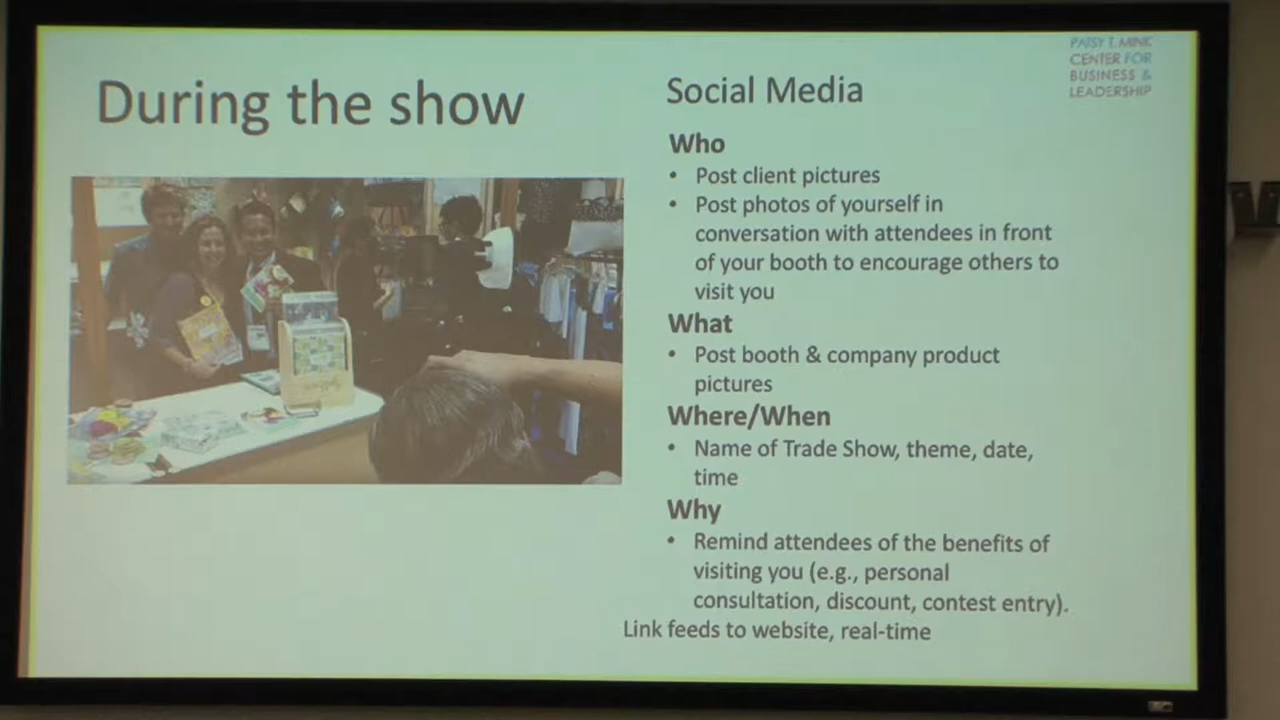 During the show
Social Media
PATSY T. MINK
CENTER FOR
BUSINESS &
LEADERSHIP
Who
• Post client pictures
• Post photos of yourself in
conversation with attendees in front
of your booth to encourage others to
visit you
What
• Post booth & company product
pictures
Where/When
• Name of Trade Show, theme, date,
time
Why
• Remind attendees of the benefits of
visiting you (e.g., personal
consultation, discount, contest entry).
Link feeds to website, real-time